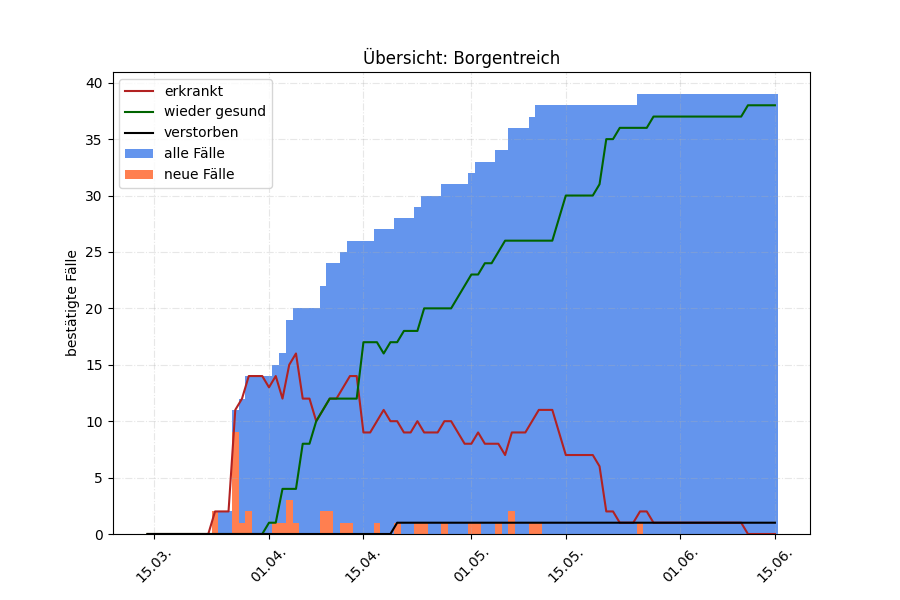 Übersicht: Borgentreich
erkrankt
wieder gesund
verstorben
alle Fälle
neue Fälle
bestätigte Fälle
40
35
30
25
20
15
10
5
0
15.03.
01.04.
15.04.
01.05.
15.05.
01.06.
15.06.